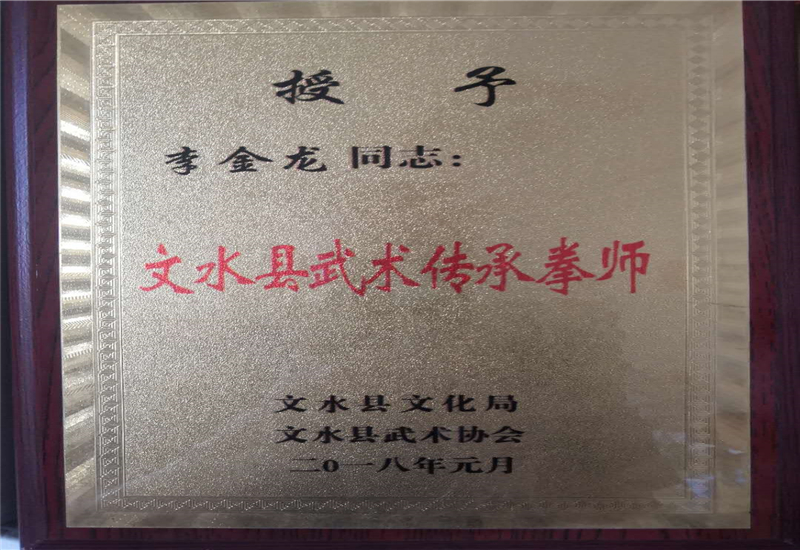 授 予
李金龙 同志：
文水县武术传承拳师
文水县文化局
文水县武术协会
二0一八年元月